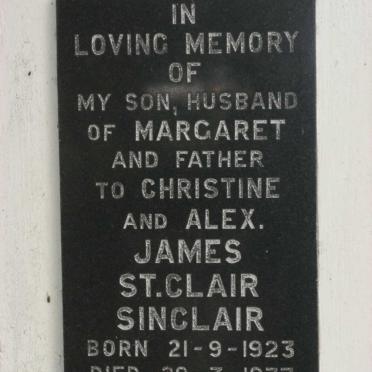 IN
LOVING MEMORY
OF
MY SON, HUSBAND
OF MARGARET
AND FATHER
TO CHRISTINE
AND ALEX.
JAMES
ST.CLAIR
SINCLAIR
BORN 21-9-1923
DIED